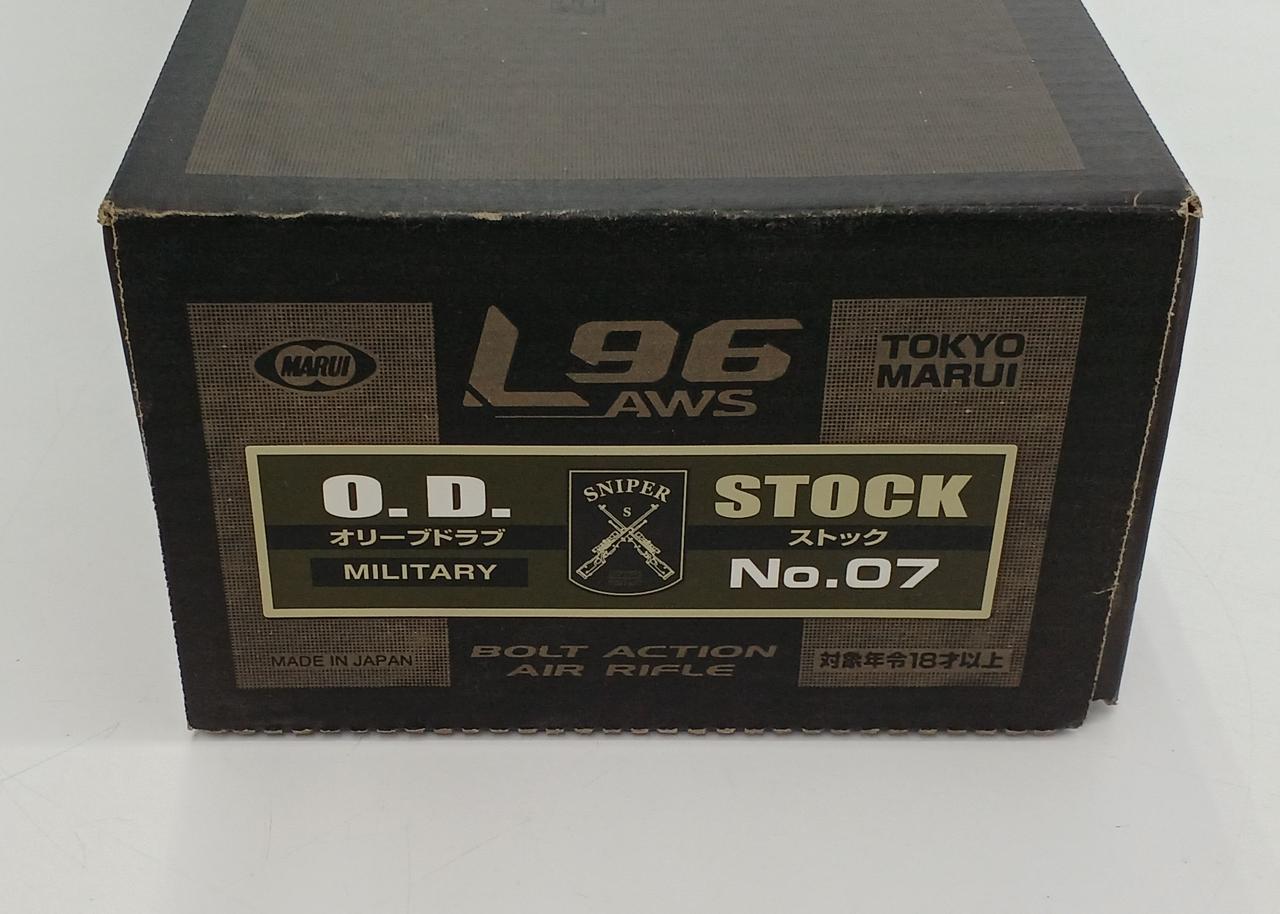 MARUI
L96
AWS
TOKYO
MARUI
O.D.
オリーブドラブ
MILITARY
SNIPER
S
STOCK
ストック
No.07
MADE IN JAPAN
BOLT ACTION
AIR RIFLE
対象年令18才以上